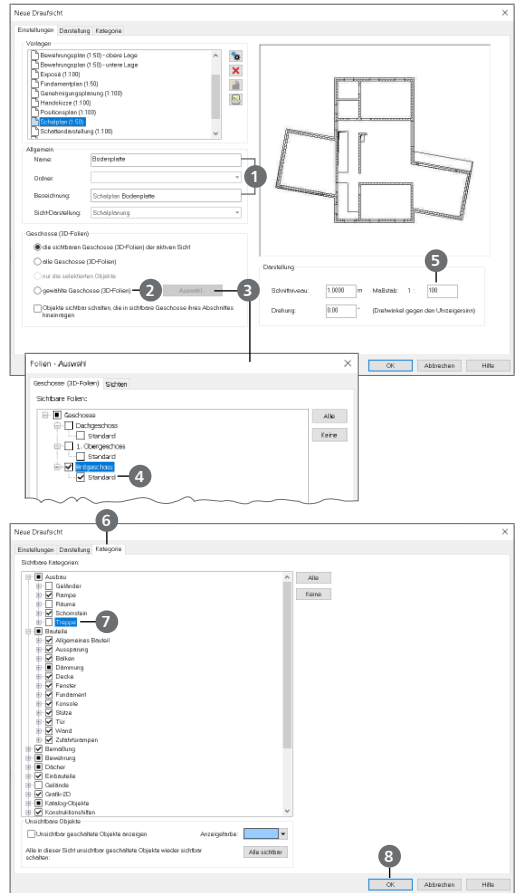 Neue Draufsicht
Einstellungen Darstellung Kategorie
Vorlagen
Bewehrungsplan (1:50) - obere Lage
Bewehrungsplan (1:50) - untere Lage
Exposé (1:100)
Fundamentplan (1:50)
Genehmigungsplanung (1:100)
Handskizze (1:100)
Positionsplan (1:100)
Schalplan (1:50)
Schattendarstellung (1:100)
Allgemein
Name: Bodenplatte
Ordner:
1
Bezeichnung: Schalplan Bodenplatte
Sicht-Darstellung: Schalplanung
Geschosse (3D-Folien)
die sichtbaren Geschosse (3D-Folien) der aktiven Sicht
alle Geschosse (3D-Folien)
nur die selektierten Objekte
gewählte Geschosse (3D-Folien) 2 Auswahl... 3
Objekte sichtbar schalten, die in sichtbare Geschosse ihres Abschnittes
hineinragen
Darstellung
5
Schnittniveau: 1.0000 m Maßstab: 1 : 100
Drehung: 0.00 ° (Drehwinkel gegen den Uhrzeigersinn)
OK Abbrechen Hilfe
Folien - Auswahl
Geschosse (3D-Folien) Sichten
Sichtbare Folien:
Geschosse
Dachgeschoss
Standard
1. Obergeschoss
Standard
Erdgeschoss
Standard
4
Alle
Keine
6
Neue Draufsicht
Einstellungen Darstellung Kategorie
Sichtbare Kategorien:
Ausbau
Geländer
Rampe
Räume
Schornstein
Treppe
7
Bauteile
Allgemeines Bauteil
Aussparung
Balken
Dämmung
Decke
Fenster
Fundament
Konsole
Stütze
Tür
Wand
Zufahrtsrampen
Bemaßung
Bewehrung
Dächer
Einbauteile
Gelände
Grafik-2D
Katalog-Objekte
Konstruktionshilfen
Alle
Keine
Unsichtbare Objekte
Unsichtbar geschaltete Objekte anzeigen Anzeigefarbe:
Alle in dieser Sicht unsichtbar geschaltete Objekte wieder sichtbar
schalten: Alle sichtbar
8
OK Abbrechen Hilfe